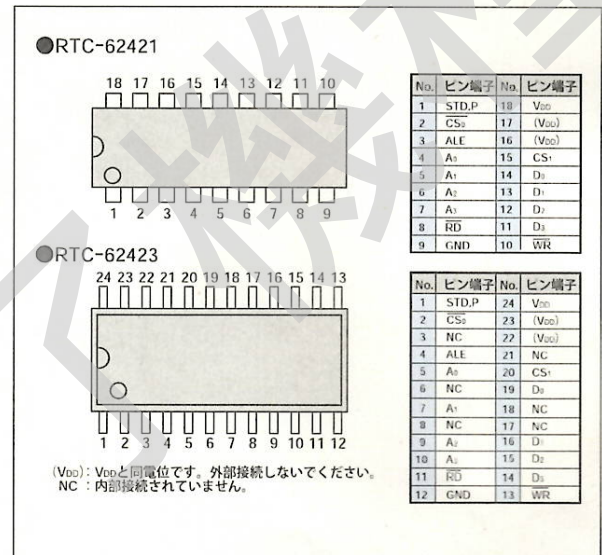 ●RTC-62421
18 17 16 15 14 13 12 11 10
1 2 3 4 5 6 7 8 9
No. ピン端子 No. ピン端子
1 STD,P 18 VDD
2 C̅S̅₀ 17 (VDD)
3 ALE 16 (VDD)
4 A₀ 15 CS₁
5 A₁ 14 D₀
6 A₂ 13 D₁
7 A₃ 12 D₂
8 R̅D̅ 11 D₃
9 GND 10 W̅R̅
●RTC-62423
24 23 22 21 20 19 18 17 16 15 14 13
1 2 3 4 5 6 7 8 9 10 11 12
(VDD): VDDと同電位です。外部接続しないでください。
NC :内部接続されていません。
No. ピン端子 No. ピン端子
1 STD,P 24 VDD
2 C̅S̅₀ 23 (VDD)
3 NC 22 (VDD)
4 ALE 21 NC
5 A₀ 20 CS₁
6 NC 19 D₀
7 A₁ 18 NC
8 NC 17 NC
9 A₂ 16 D₁
10 A₃ 15 D₂
11 R̅D̅ 14 D₃
12 GND 13 W̅R̅